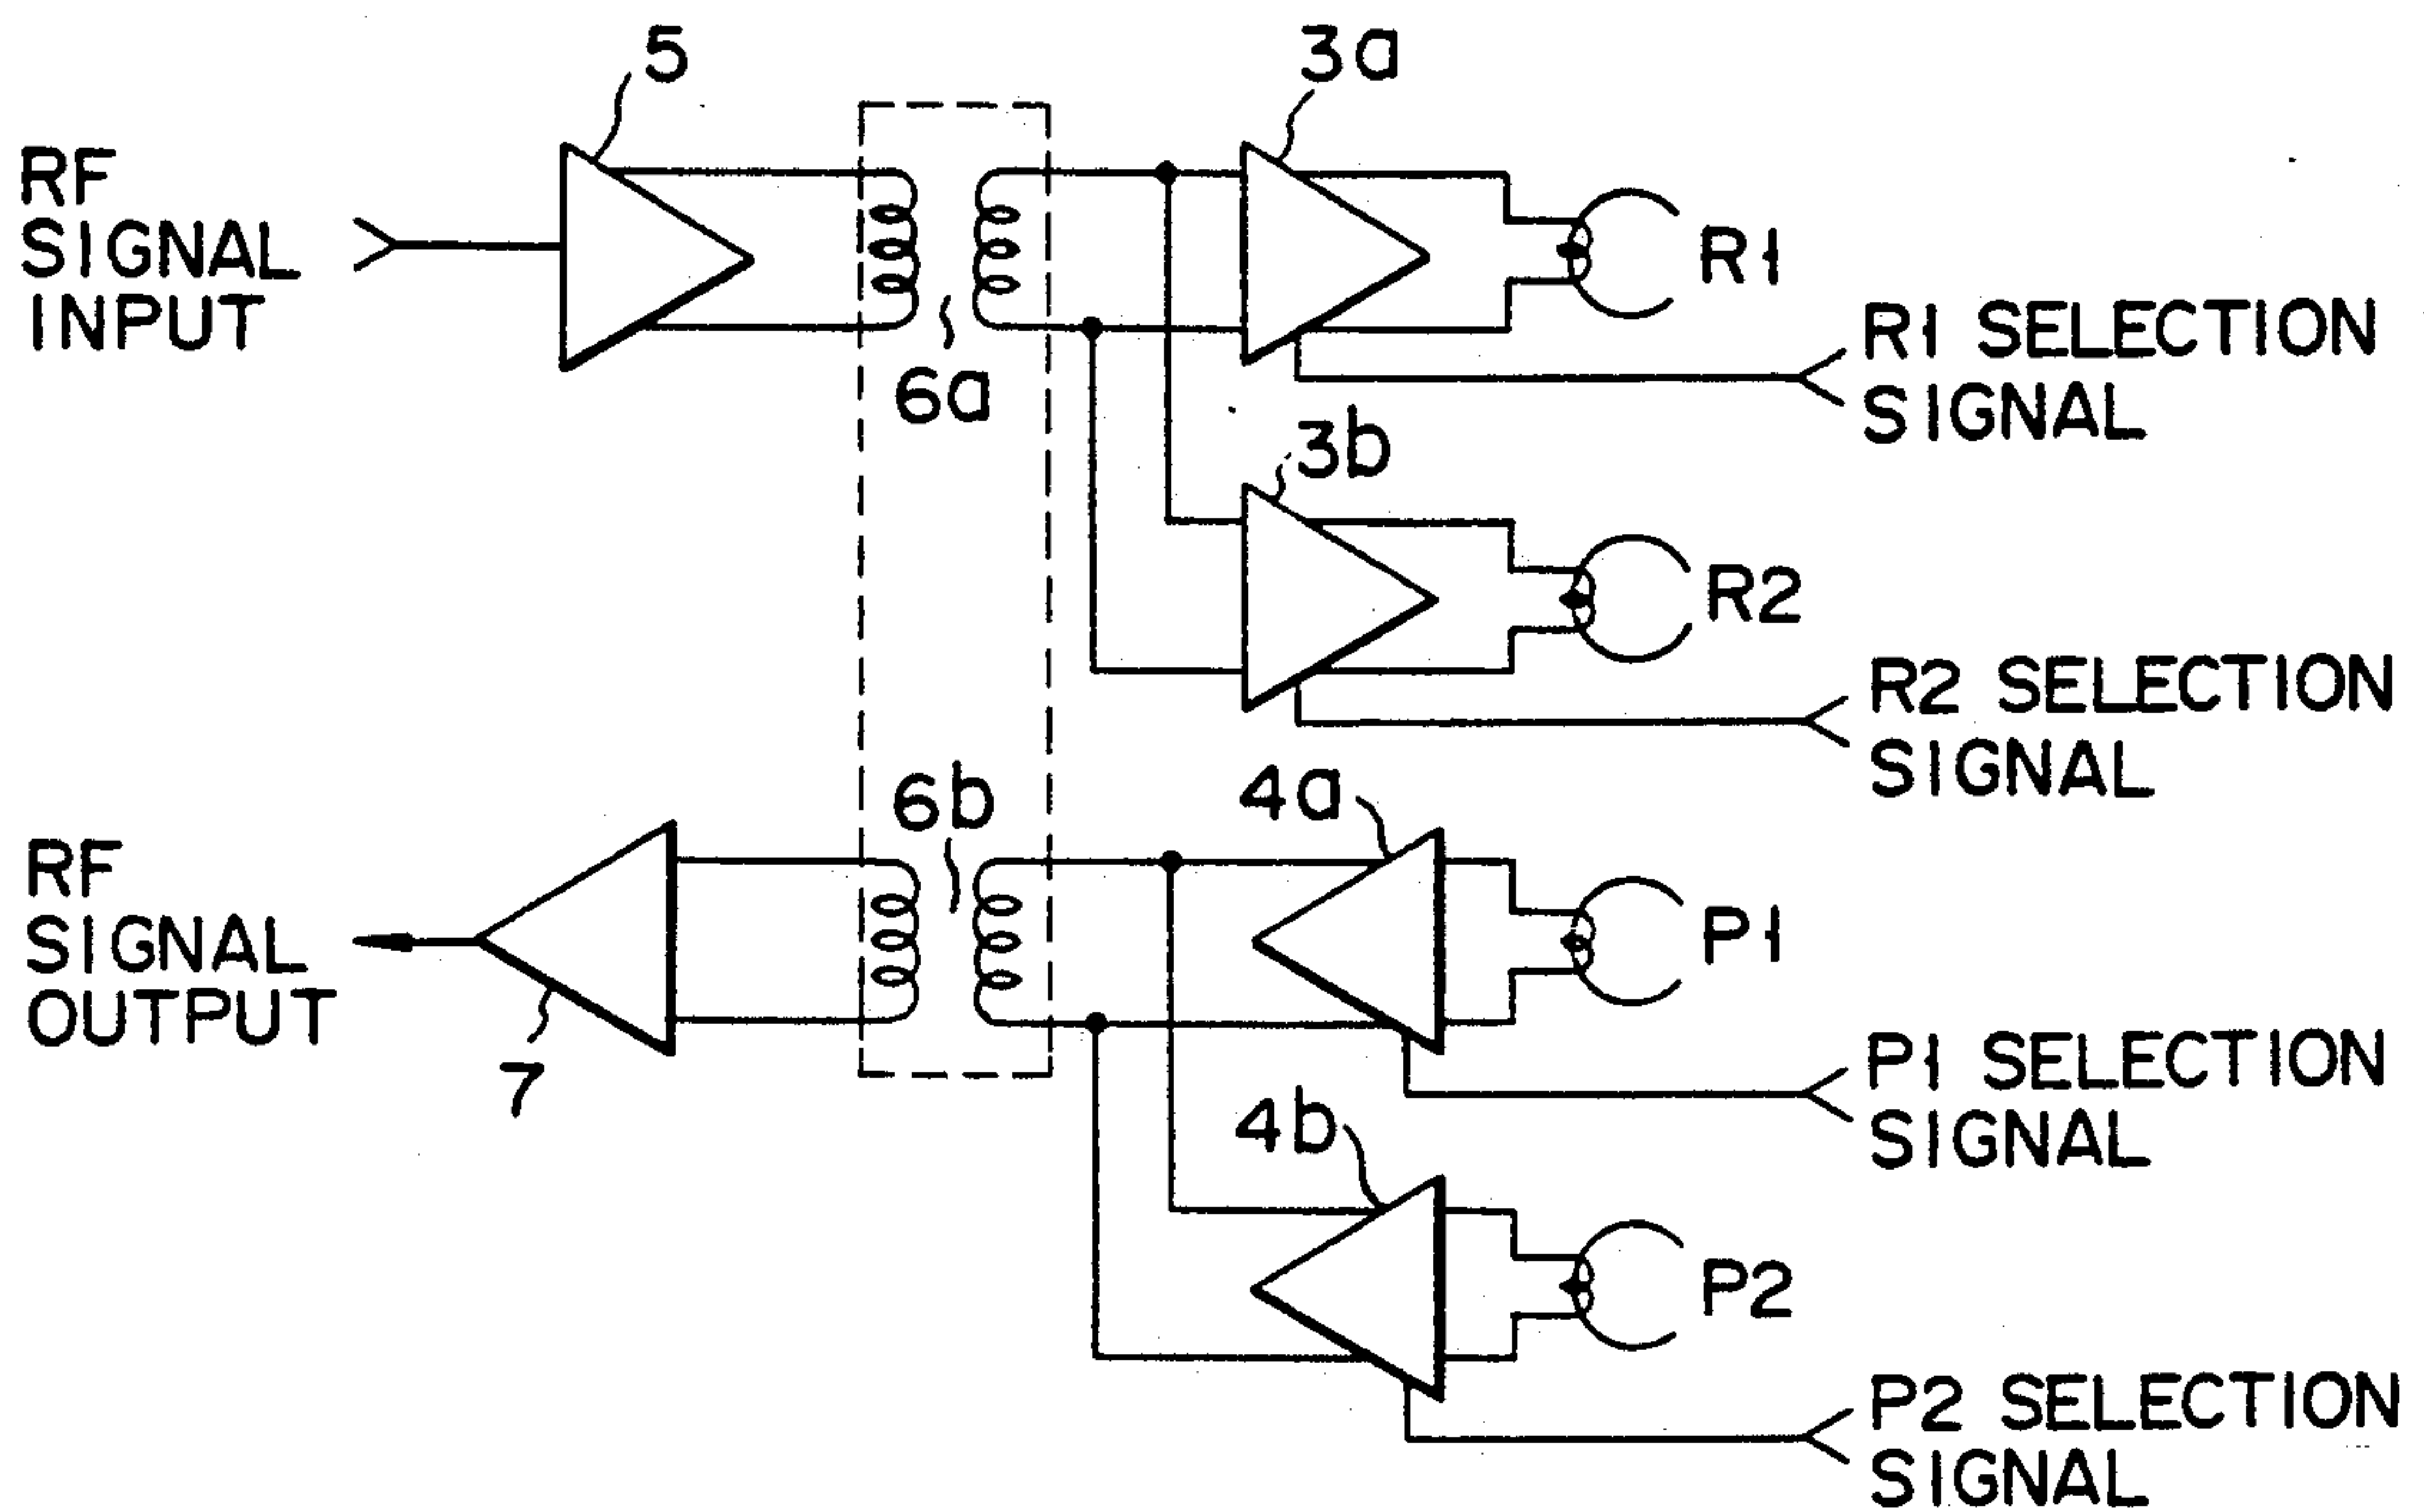 5
3a
RF
SIGNAL
INPUT
R1
6a
R1 SELECTION
SIGNAL
3b
R2
R2 SELECTION
SIGNAL
6b
4a
RF
SIGNAL
OUTPUT
P1
7
P1 SELECTION
SIGNAL
4b
P2
P2 SELECTION
SIGNAL